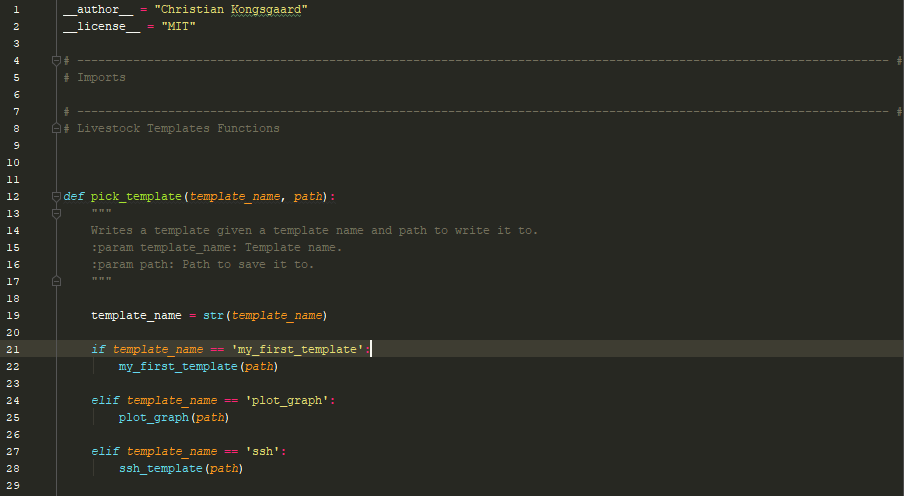 1 __author__ = "Christian Kongsgaard"
2 __license__ = "MIT"
3
4 # -------------------------------------------------------------------------------------------------------------------- #
5 # Imports
6
7 # -------------------------------------------------------------------------------------------------------------------- #
8 # Livestock Templates Functions
9
10
11
12 def pick_template(template_name, path):
13 """
14 Writes a template given a template name and path to write it to.
15 :param template_name: Template name.
16 :param path: Path to save it to.
17 """
18
19 template_name = str(template_name)
20
21 if template_name == 'my_first_template':
22 my_first_template(path)
23
24 elif template_name == 'plot_graph':
25 plot_graph(path)
26
27 elif template_name == 'ssh':
28 ssh_template(path)
29